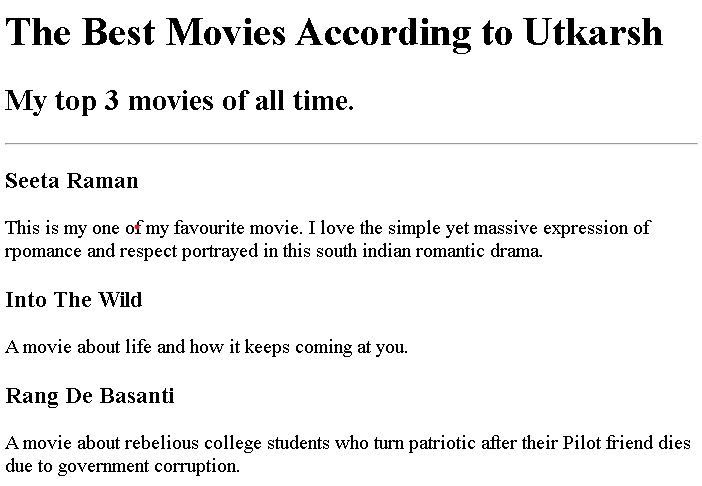 The Best Movies According to Utkarsh
My top 3 movies of all time.
Seeta Raman
This is my one of my favourite movie. I love the simple yet massive expression of
rpomance and respect portrayed in this south indian romantic drama.
Into The Wild
A movie about life and how it keeps coming at you.
Rang De Basanti
A movie about rebelious college students who turn patriotic after their Pilot friend dies
due to government corruption.